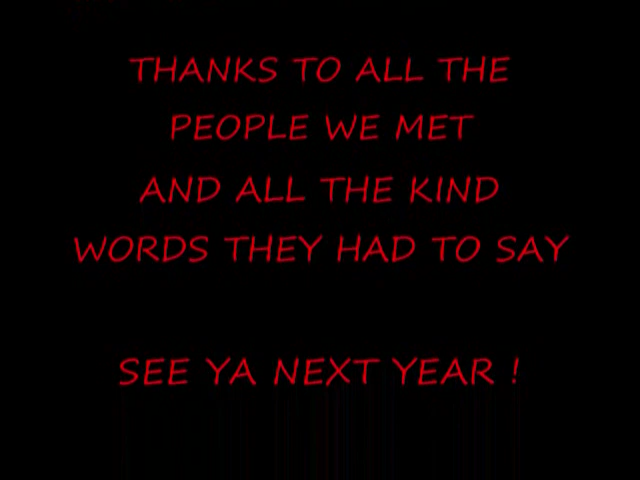 THANKS TO ALL THE
PEOPLE WE MET
AND ALL THE KIND
WORDS THEY HAD TO SAY
SEE YA NEXT YEAR !